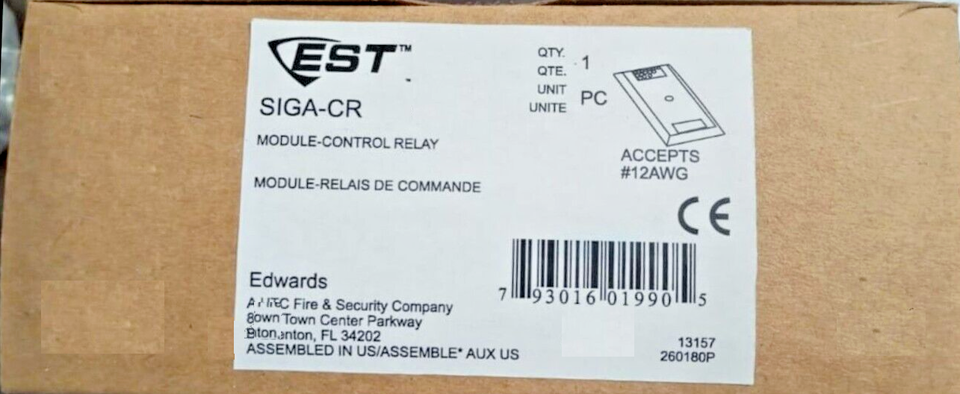 EST™
SIGA-CR
MODULE-CONTROL RELAY
MODULE-RELAIS DE COMMANDE
QTY. 1
QTE.
UNIT PC
UNITE
ACCEPTS
#12AWG
CE
7 93016 01990 5
Edwards
Fire & Security Company
Town Center Parkway
FL 34202
ASSEMBLED IN US/ASSEMBLE* AUX US
13157
260180P